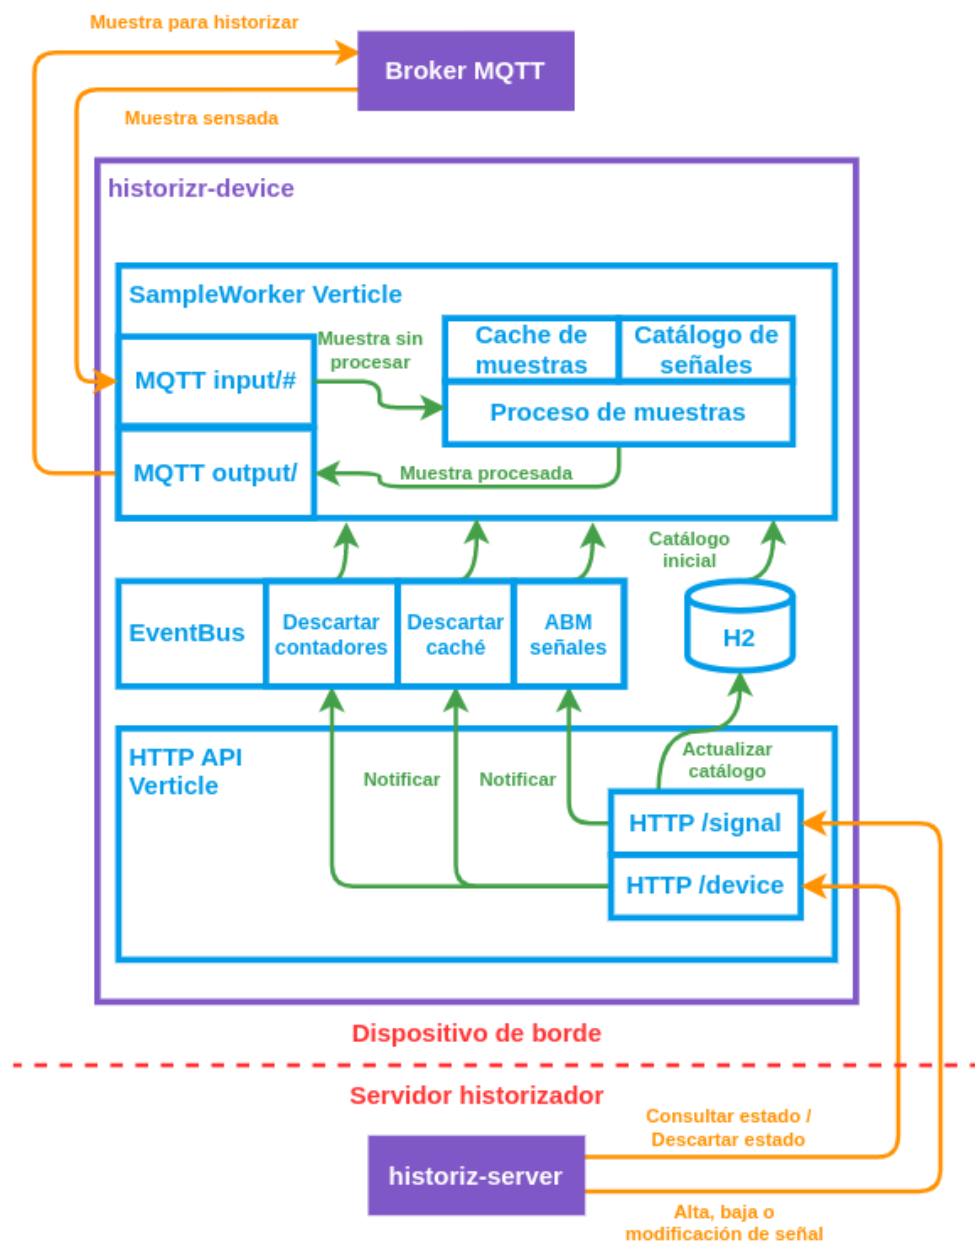 Muestra para historizar
Broker MQTT
Muestra sensada
historizr-device
SampleWorker Verticle
Muestra sin
procesar
Cache de
muestras
Catálogo de
señales
MQTT input/#
Proceso de muestras
MQTT output/
Muestra procesada
Catálogo
inicial
EventBus
Descartar
contadores
Descartar
caché
ABM
señales
H2
HTTP API
Verticle
Notificar
Notificar
Actualizar
catálogo
HTTP /signal
HTTP /device
Dispositivo de borde
Servidor historizador
Consultar estado /
Descartar estado
historiz-server
Alta, baja o
modificación de señal